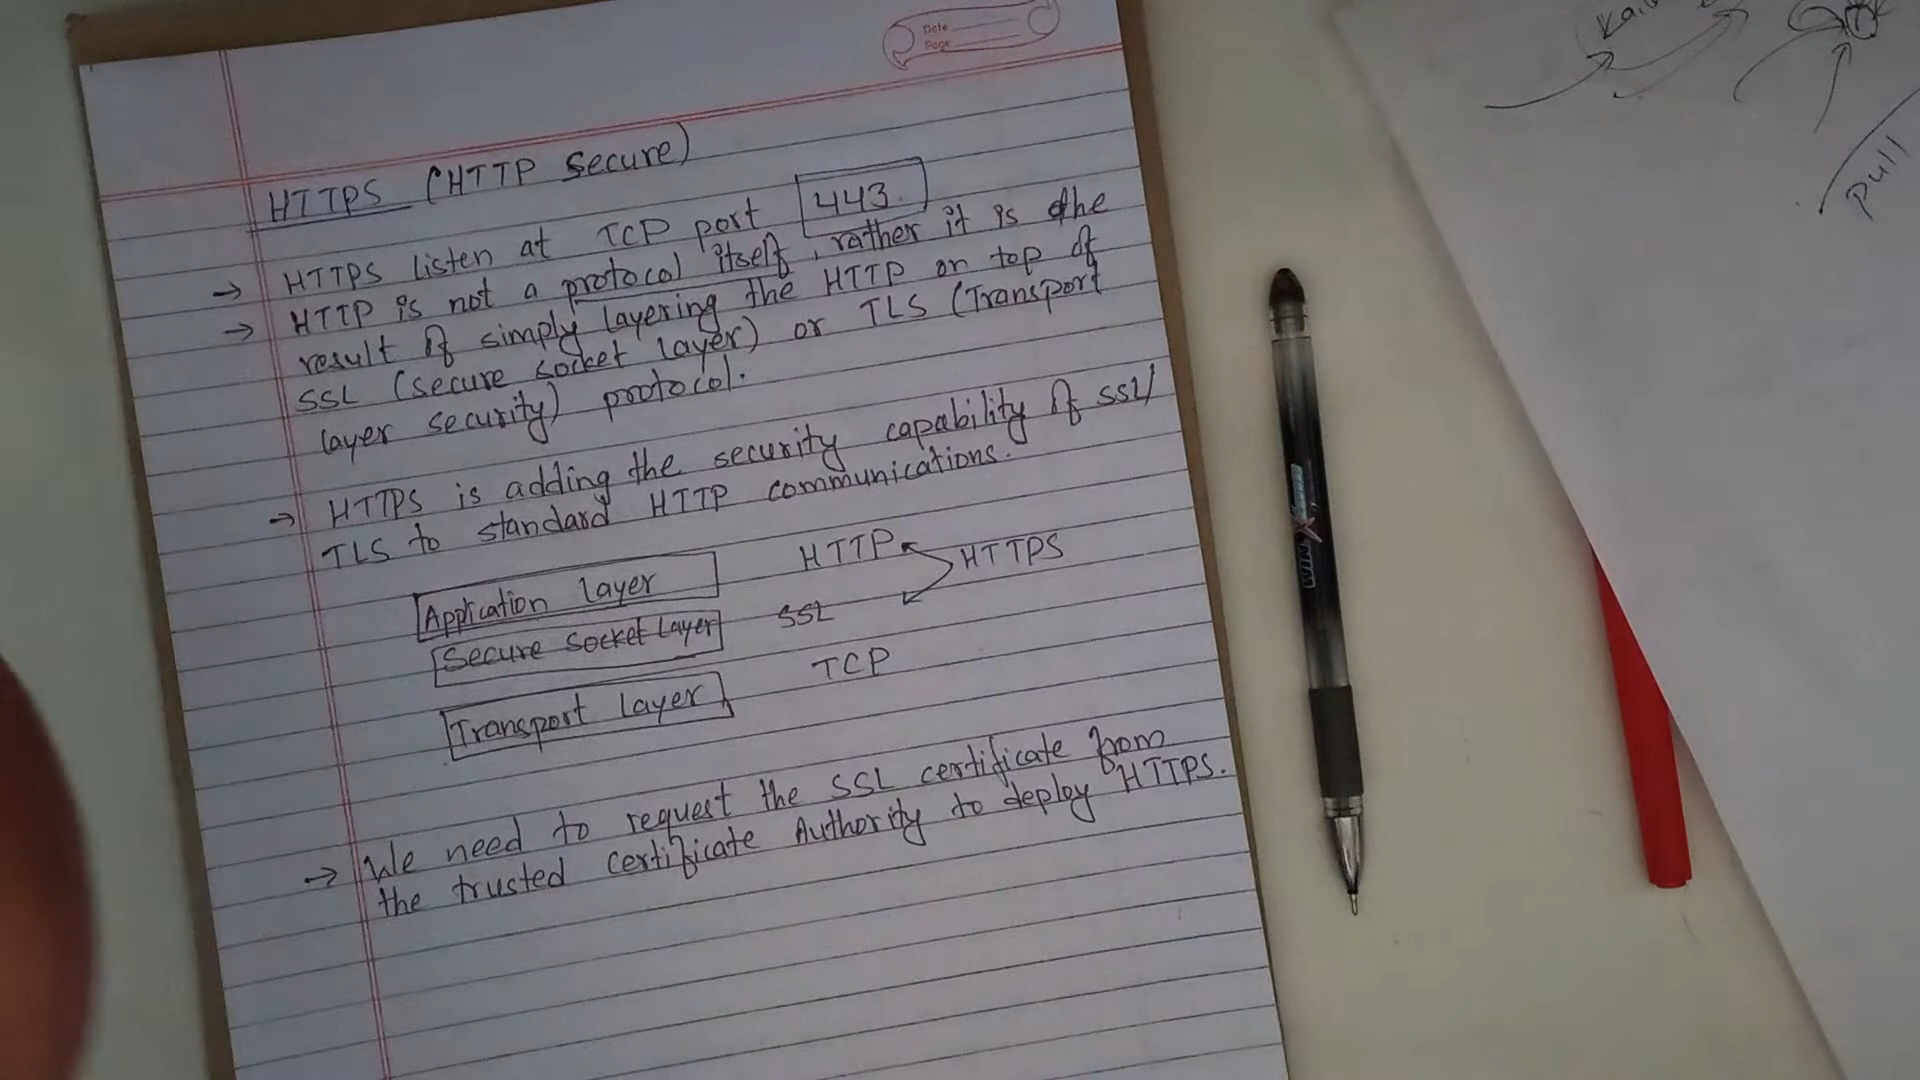 Date
Page
HTTPS (HTTP Secure)
→ HTTPS listen at TCP port 443.
→ HTTP is not a protocol itself, rather it is the
result of simply layering the HTTP on top of
SSL (secure socket layer) or TLS (Transport
layer security) protocol.
→ HTTPS is adding the security capability of SSL/
TLS to standard HTTP communications.
Application layer HTTP HTTPS
Secure Socket Layer SSL
Transport layer TCP
→ We need to request the SSL certificate from
the trusted certificate Authority to deploy HTTPS.
Pull